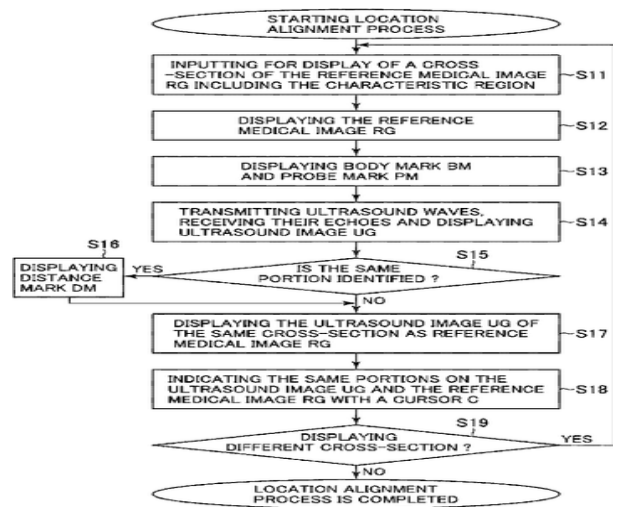 STARTING LOCATION
ALIGNMENT PROCESS
INPUTTING FOR DISPLAY OF A CROSS
-SECTION OF THE REFERENCE MEDICAL IMAGE
RG INCLUDING THE CHARACTERISTIC REGION
S11
DISPLAYING THE REFERENCE
MEDICAL IMAGE RG
S12
DISPLAYING BODY MARK BM
AND PROBE MARK PM
S13
TRANSMITTING ULTRASOUND WAVES,
RECEIVING THEIR ECHOES AND DISPLAYING
ULTRASOUND IMAGE UG
S14
S15
IS THE SAME
PORTION IDENTIFIED ?
YES
S16
DISPLAYING
DISTANCE
MARK DM
NO
DISPLAYING THE ULTRASOUND IMAGE UG OF
THE SAME CROSS-SECTION AS REFERENCE
MEDICAL IMAGE RG
S17
INDICATING THE SAME PORTIONS ON THE
ULTRASOUND IMAGE UG AND THE REFERENCE
MEDICAL IMAGE RG WITH A CURSOR C
S18
S19
DISPLAYING
DIFFERENT CROSS-SECTION ?
YES
NO
LOCATION ALIGNMENT
PROCESS IS COMPLETED